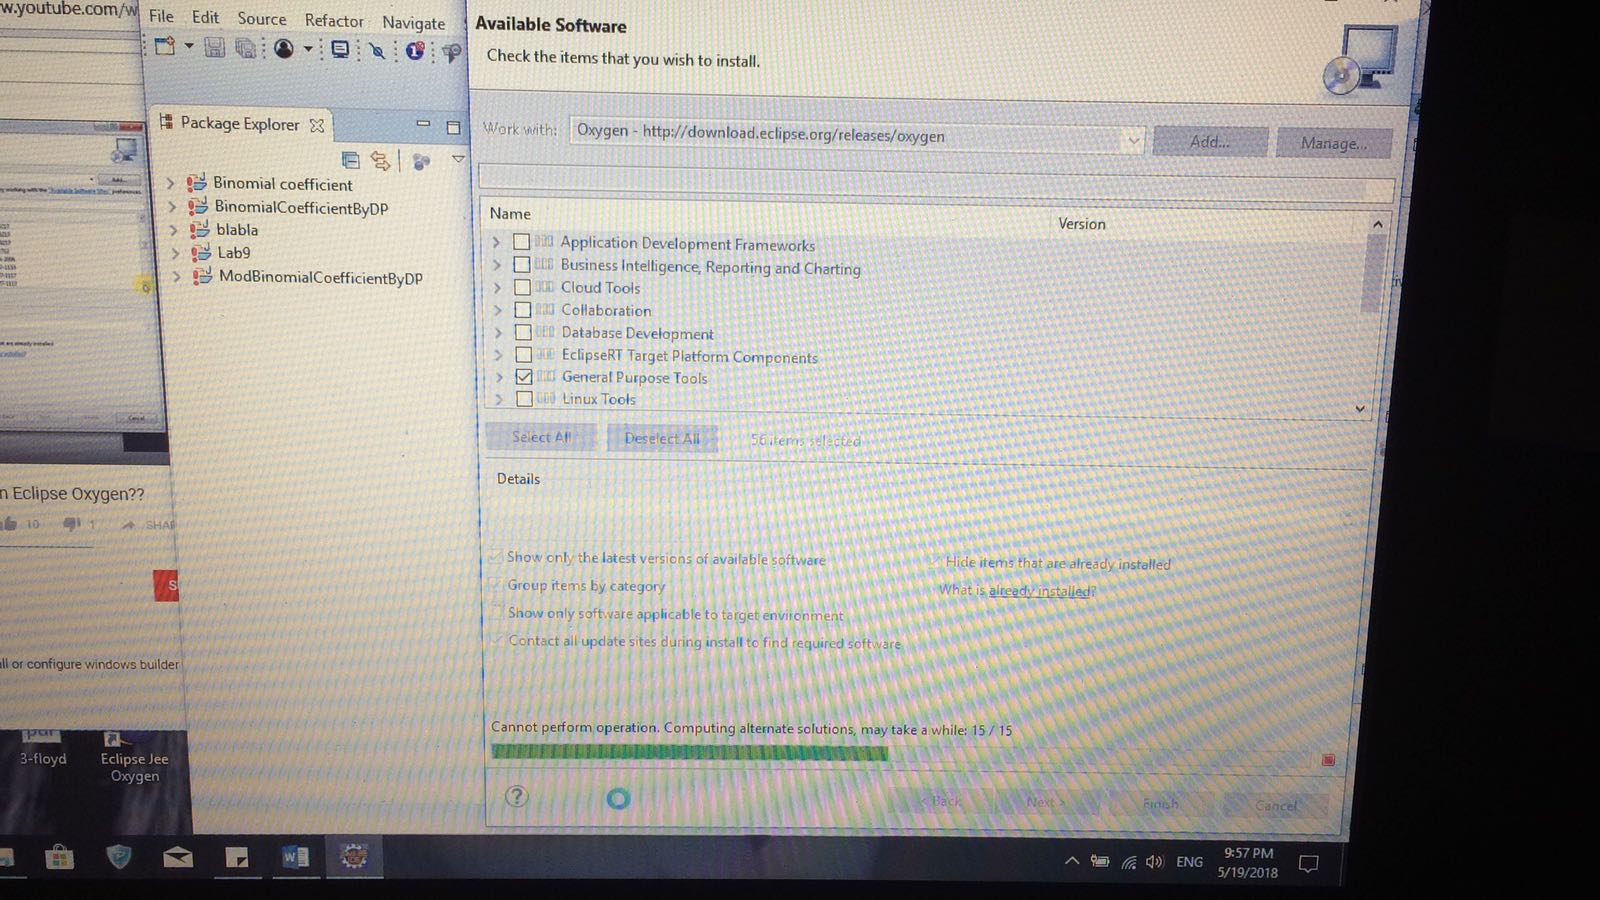 w.youtube.com/w
File Edit Source Refactor Navigate
Package Explorer
Binomial coefficient
BinomialCoefficientByDP
blabla
Lab9
ModBinomialCoefficientByDP
n Eclipse Oxygen??
10 1 SHAR
S
ll or configure windows builder
3-floyd
Eclipse Jee
Oxygen
Available Software
Check the items that you wish to install.
Work with: Oxygen - http://download.eclipse.org/releases/oxygen Add... Manage...
Name Version
Application Development Frameworks
Business Intelligence, Reporting and Charting
Cloud Tools
Collaboration
Database Development
EclipseRT Target Platform Components
General Purpose Tools
Linux Tools
Select All Deselect All 56 items selected
Details
Show only the latest versions of available software Hide items that are already installed
Group items by category What is already installed?
Show only software applicable to target environment
Contact all update sites during install to find required software
Cannot perform operation. Computing alternate solutions, may take a while: 15 / 15
? < Back Next > Finish Cancel
ENG
9:57 PM
5/19/2018